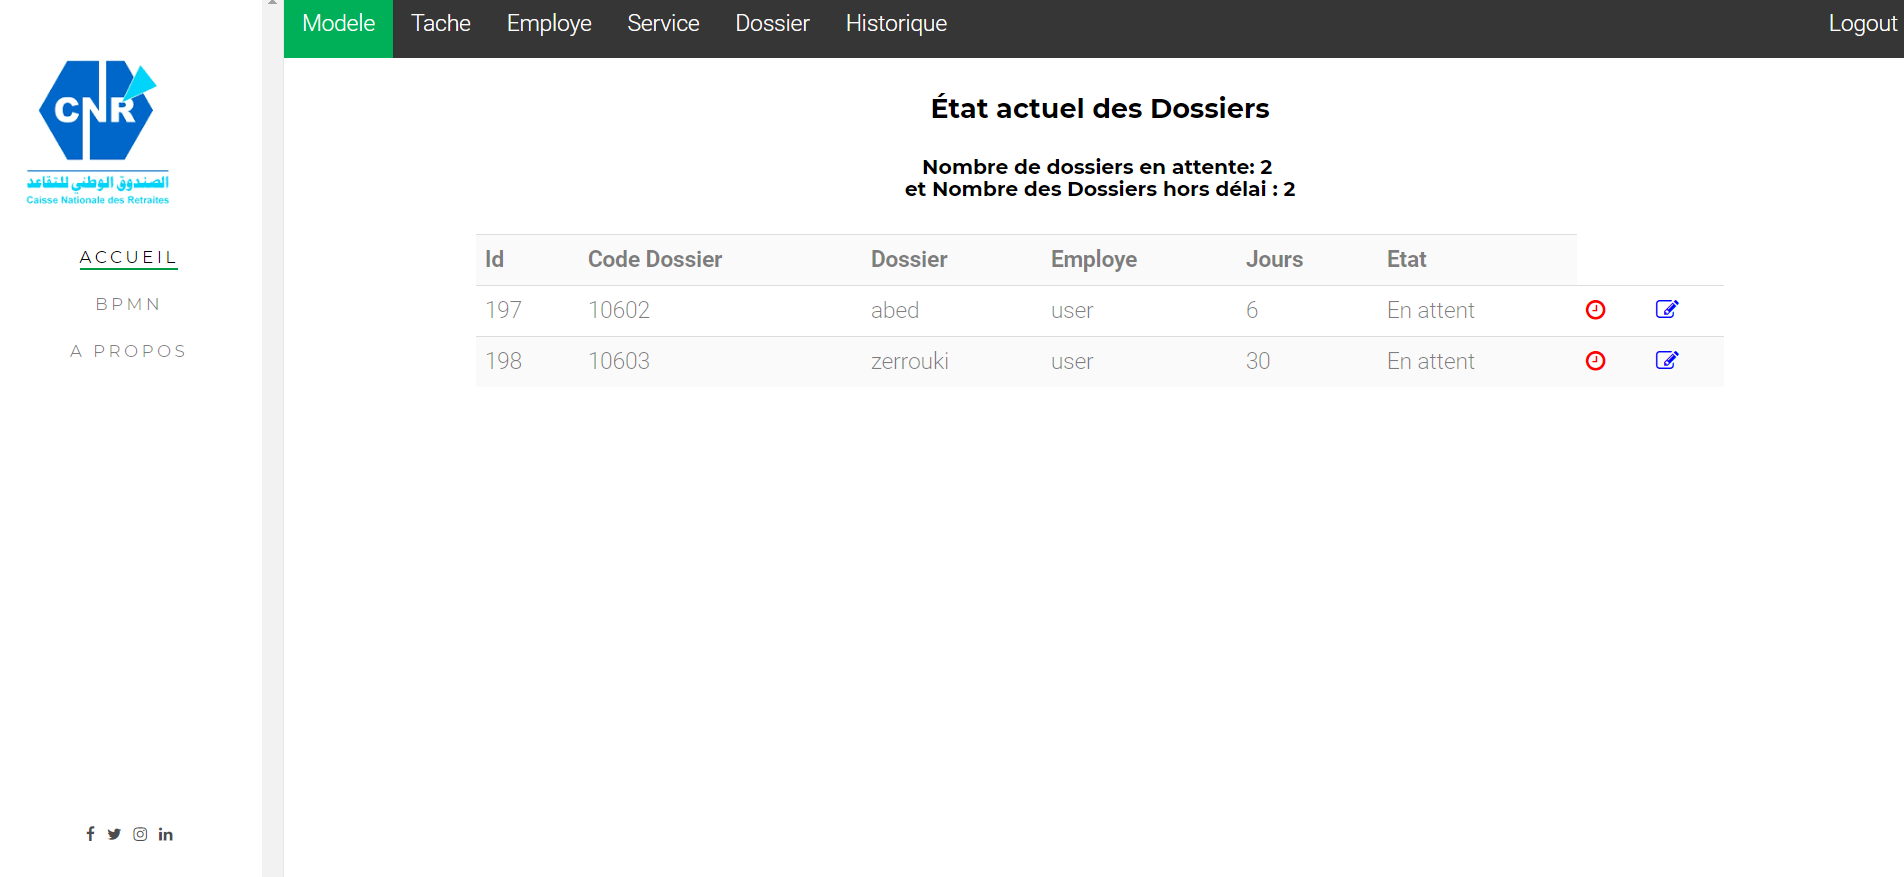 Modele Tache Employe Service Dossier Historique Logout
CNR
الصندوق الوطني للتقاعد
Caisse Nationale des Retraites
ACCUEIL
BPMN
A PROPOS
État actuel des Dossiers
Nombre de dossiers en attente: 2
et Nombre des Dossiers hors délai : 2
Id Code Dossier Dossier Employe Jours Etat
197 10602 abed user 6 En attent
198 10603 zerrouki user 30 En attent